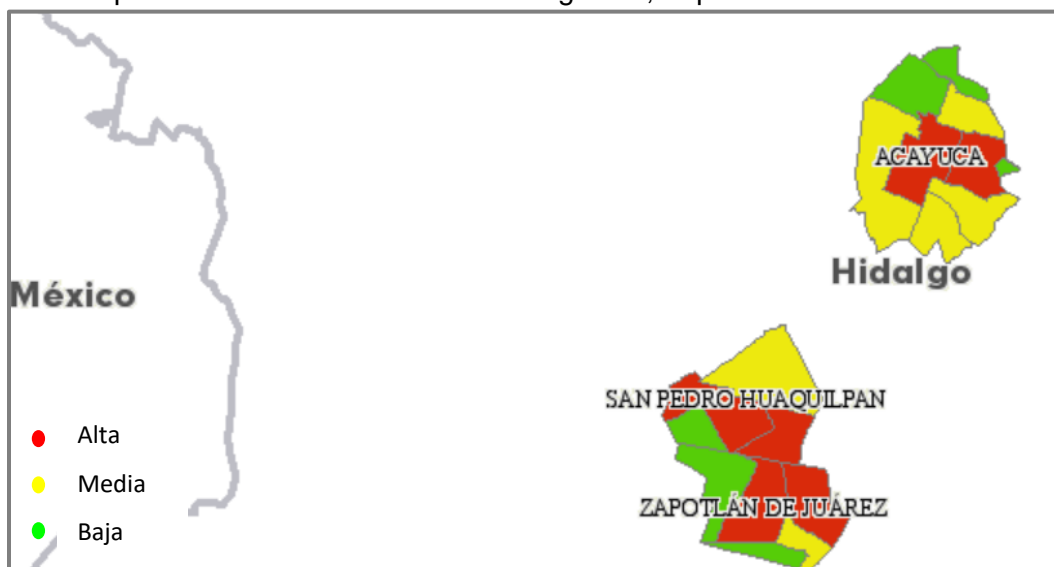 ACAYUCA
Hidalgo
México
SAN PEDRO HUAQUILPAN
Alta
Media
ZAPOTLÁN DE JUÁREZ
Baja